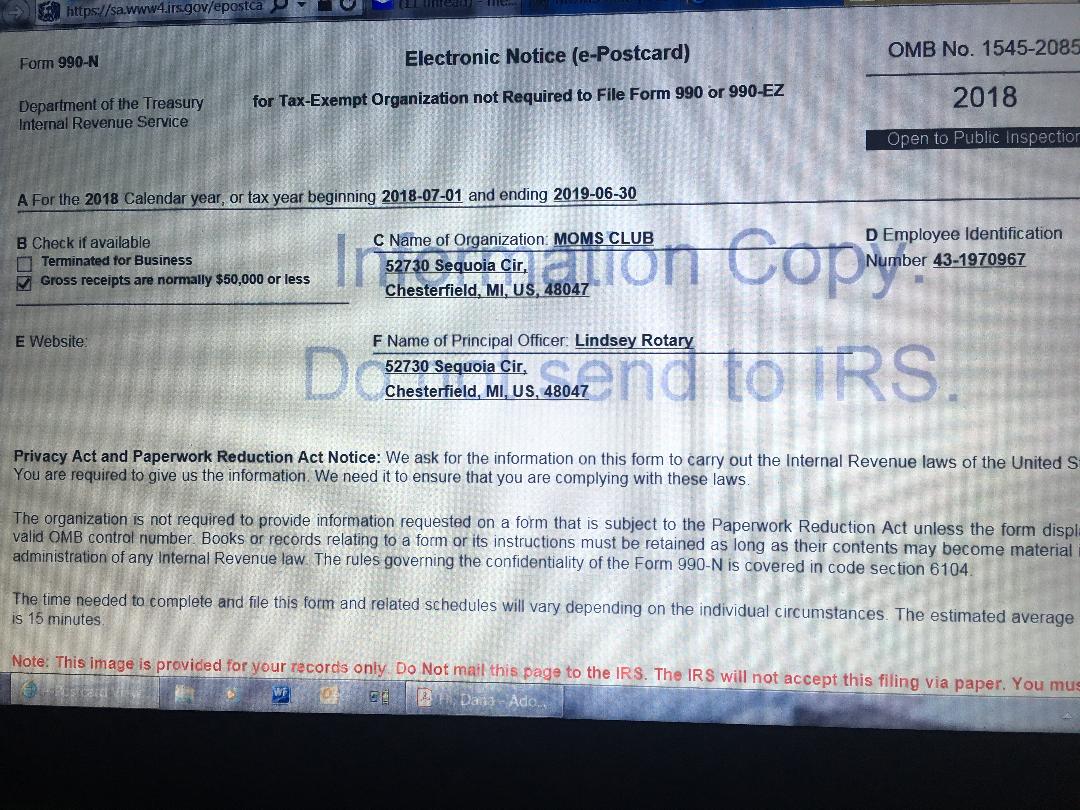 https://sa.www4.irs.gov/epostca
Form 990-N
Electronic Notice (e-Postcard)
OMB No. 1545-2085
Department of the Treasury
Internal Revenue Service
for Tax-Exempt Organization not Required to File Form 990 or 990-EZ
2018
Open to Public Inspection
A For the 2018 Calendar year, or tax year beginning 2018-07-01 and ending 2019-06-30
B Check if available
Terminated for Business
Gross receipts are normally $50,000 or less
C Name of Organization: MOMS CLUB
52730 Sequoia Cir,
Chesterfield, MI, US, 48047
D Employee Identification
Number 43-1970967
Information Copy.
E Website:
F Name of Principal Officer: Lindsey Rotary
52730 Sequoia Cir,
Chesterfield, MI, US, 48047
Do not send to IRS.
Privacy Act and Paperwork Reduction Act Notice: We ask for the information on this form to carry out the Internal Revenue laws of the United S
You are required to give us the information. We need it to ensure that you are complying with these laws.
The organization is not required to provide information requested on a form that is subject to the Paperwork Reduction Act unless the form displ
valid OMB control number. Books or records relating to a form or its instructions must be retained as long as their contents may become material
administration of any Internal Revenue law. The rules governing the confidentiality of the Form 990-N is covered in code section 6104.
The time needed to complete and file this form and related schedules will vary depending on the individual circumstances. The estimated average
is 15 minutes.
Note: This image is provided for your records only. Do Not mail this page to the IRS. The IRS will not accept this filing via paper. You mus
WF